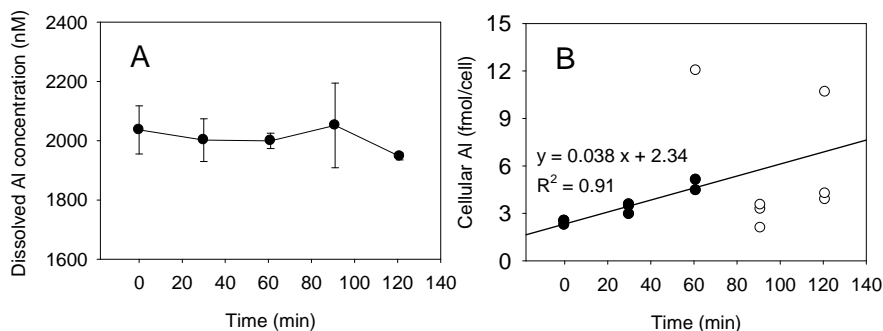 A
Dissolved Al concentration (nM)
2400
2200
2000
1800
1600
0 20 40 60 80 100 120 140
Time (min)
B
Cellular Al (fmol/cell)
15
12
9
6
3
0
y = 0.038 x + 2.34
R² = 0.91
0 20 40 60 80 100 120 140
Time (min)